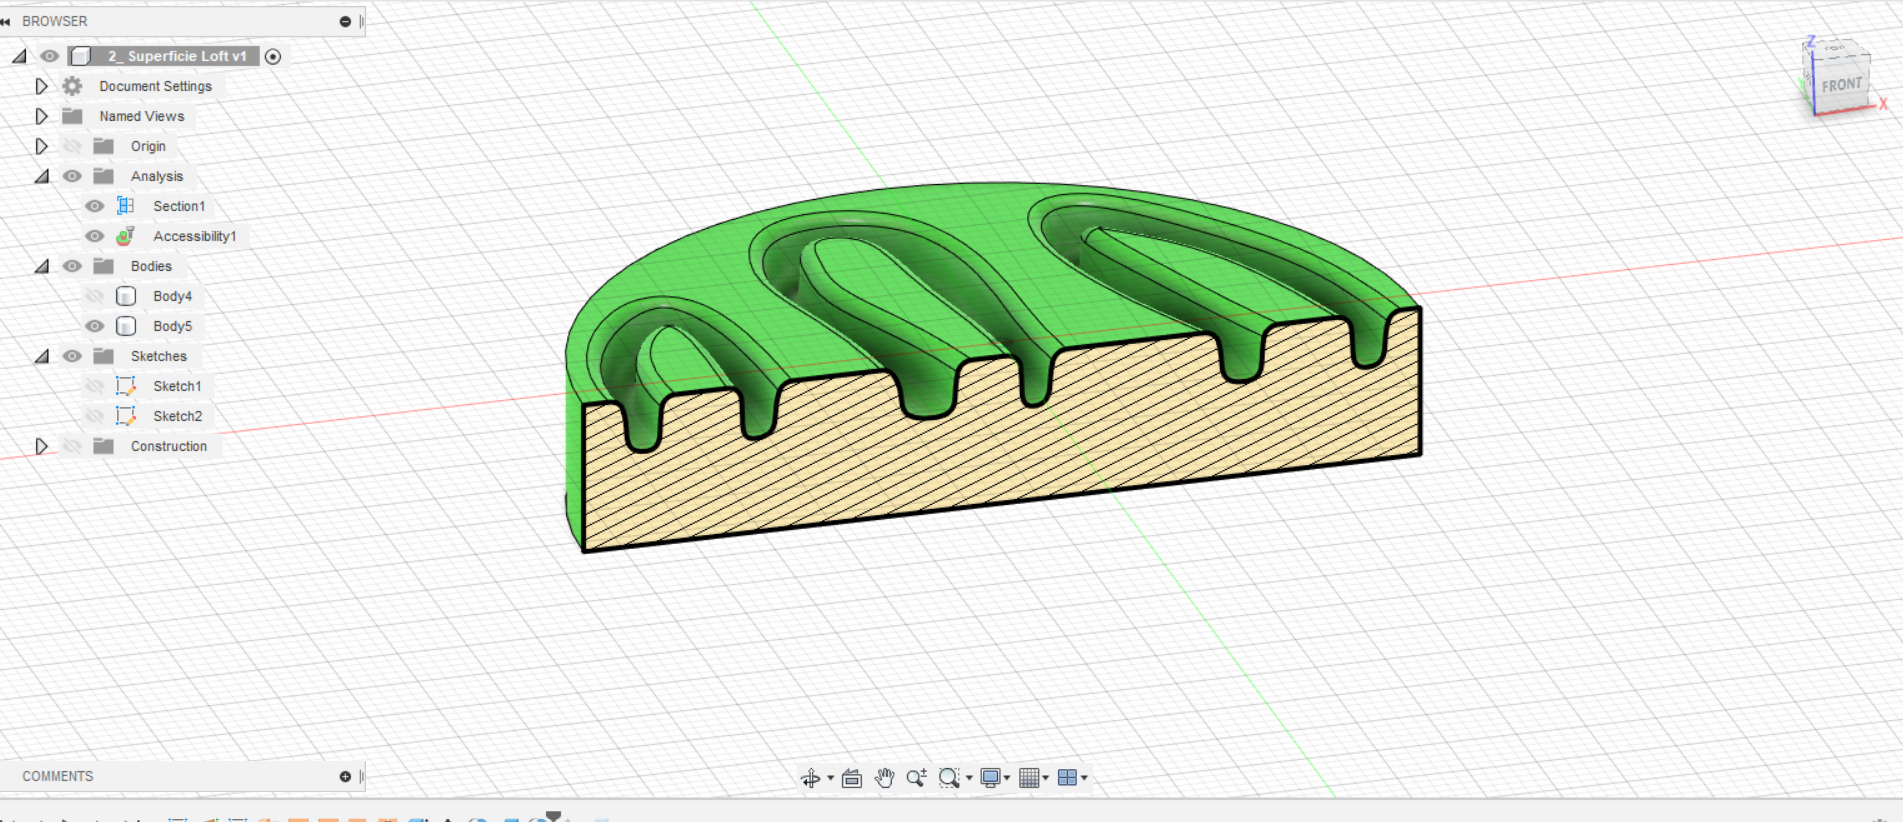 BROWSER
2_ Superficie Loft v1
Document Settings
Named Views
Origin
Analysis
Section1
Accessibility1
Bodies
Body4
Body5
Sketches
Sketch1
Sketch2
Construction
COMMENTS
Z
FRONT
X